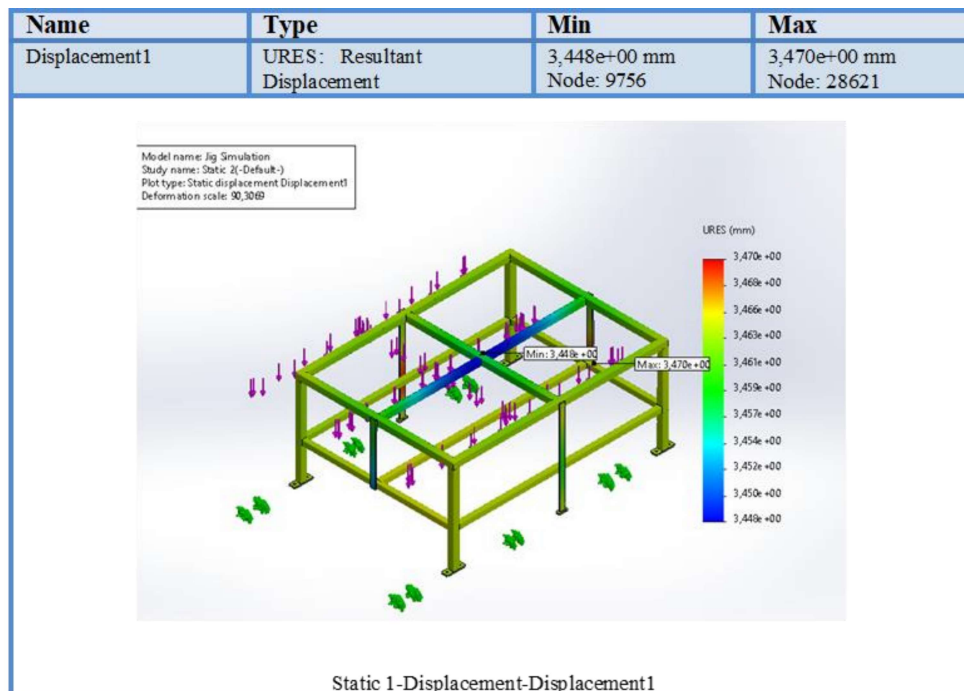 Name Type Min Max
Displacement1 URES: Resultant Displacement 3,448e+00 mm Node: 9756 3,470e+00 mm Node: 28621
Model name: Jig Simulation
Study name: Static 2(-Default-)
Plot type: Static displacement Displacement1
Deformation scale: 90,3069
URES (mm)
3,470e+00
3,468e+00
3,466e+00
3,463e+00
3,461e+00
3,459e+00
3,457e+00
3,454e+00
3,452e+00
3,450e+00
3,448e+00
Min: 3,448e+00
Max: 3,470e+00
Static 1-Displacement-Displacement1